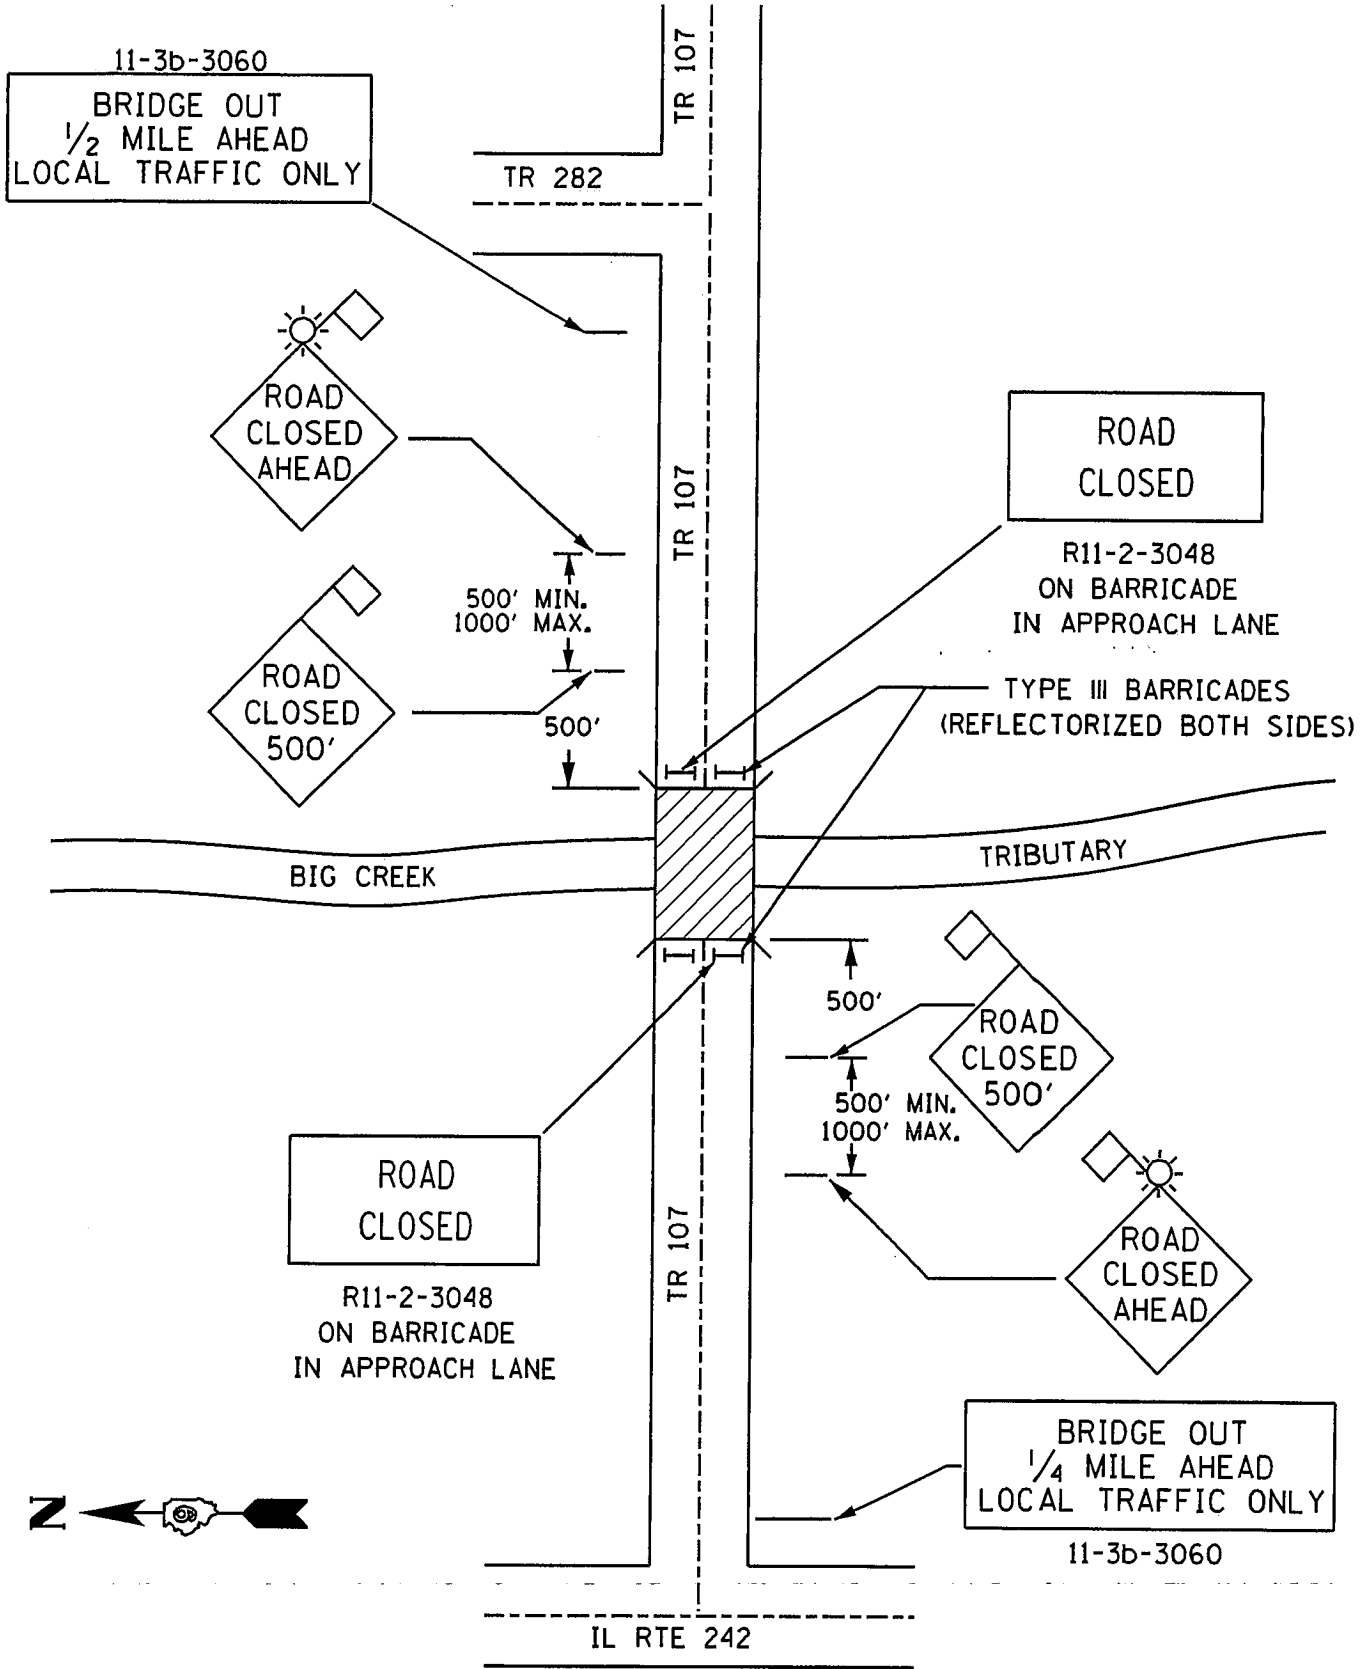 TR 107
11-3b-3060
BRIDGE OUT
1/2 MILE AHEAD
LOCAL TRAFFIC ONLY
TR 282
ROAD
CLOSED
AHEAD
ROAD
CLOSED
R11-2-3048
ON BARRICADE
IN APPROACH LANE
TR 107
500' MIN.
1000' MAX.
ROAD
CLOSED
500'
500'
TYPE III BARRICADES
(REFLECTORIZED BOTH SIDES)
BIG CREEK
TRIBUTARY
500'
ROAD
CLOSED
500'
500' MIN.
1000' MAX.
ROAD
CLOSED
R11-2-3048
ON BARRICADE
IN APPROACH LANE
TR 107
ROAD
CLOSED
AHEAD
BRIDGE OUT
1/4 MILE AHEAD
LOCAL TRAFFIC ONLY
11-3b-3060
N
IL RTE 242